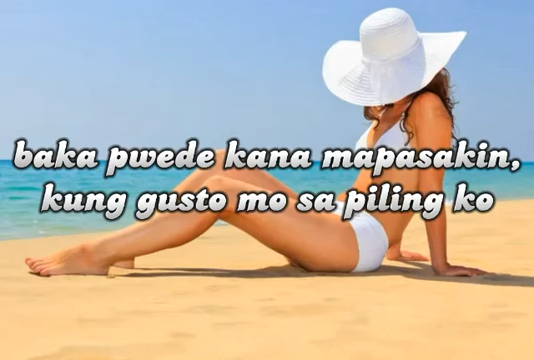 baka pwede kana mapasakin,
kung gusto mo sa piling ko